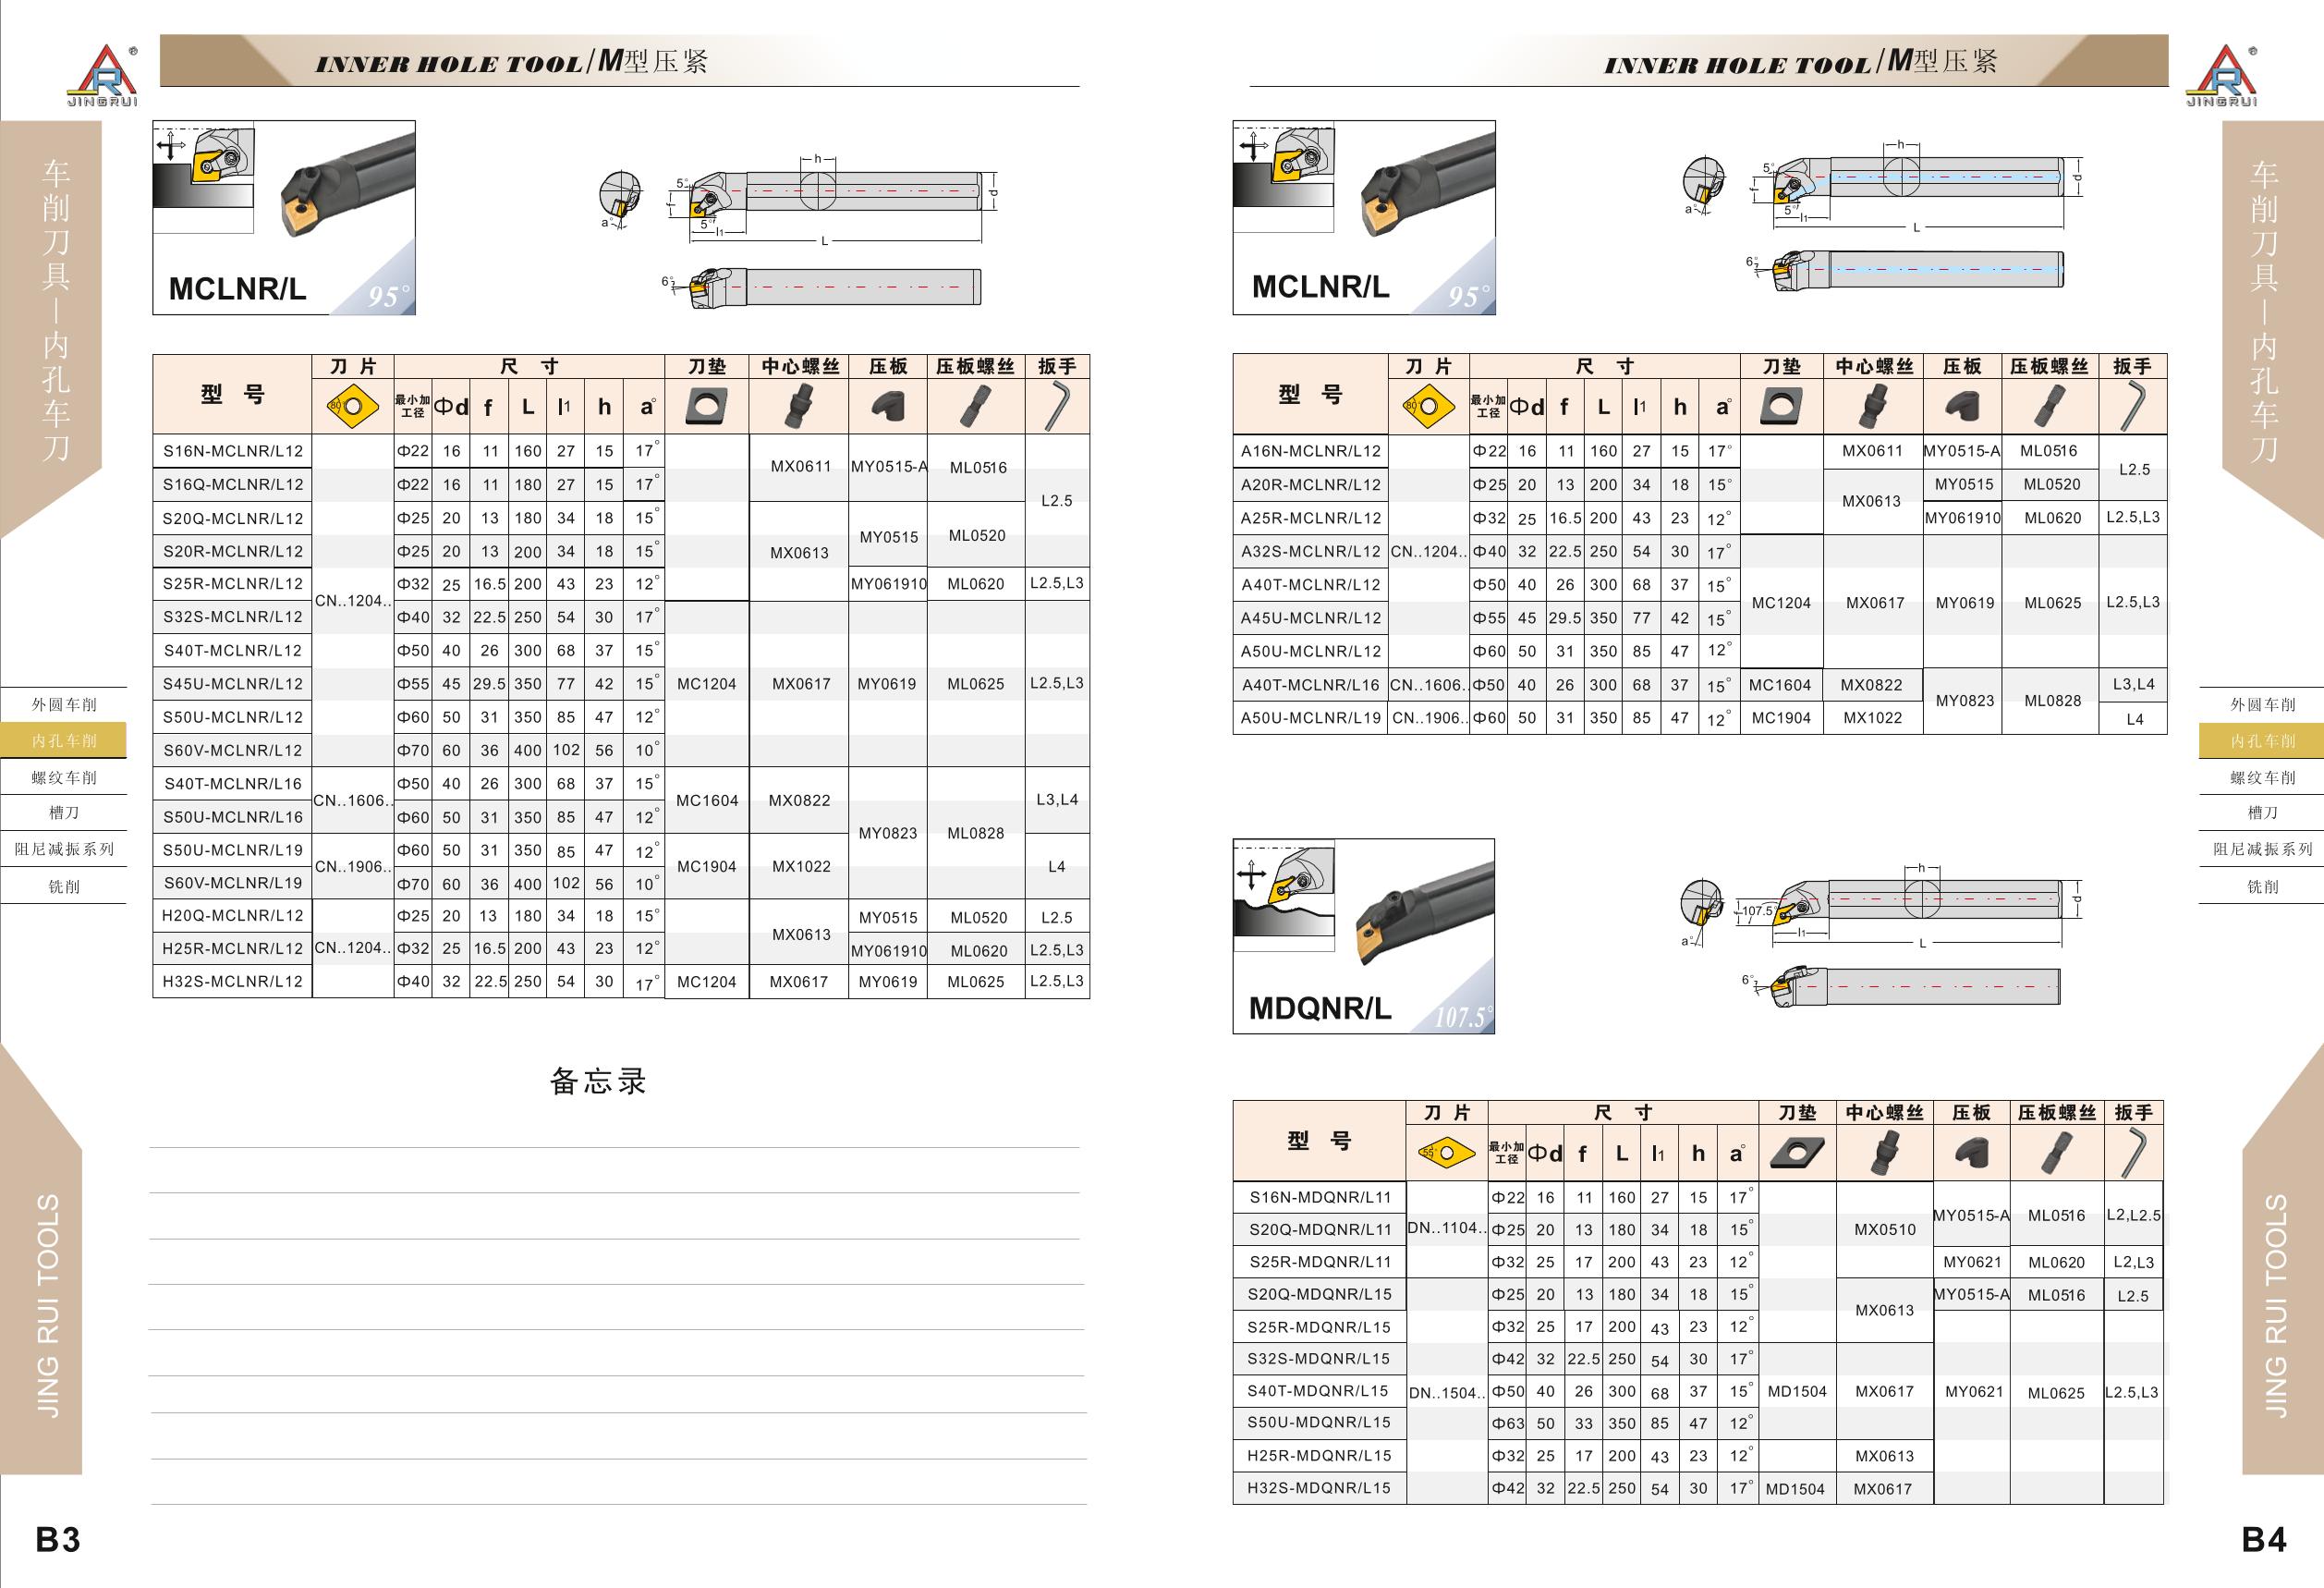 JINGRUI
INNER HOLE TOOL/M型压紧
车削刀具—内孔车刀
MCLNR/L
95°
h
5°
f
a°
5°
l1
L
d
6°
型 号 刀 片 尺 寸 刀垫 中心螺丝 压板 压板螺丝 扳手
80° 最小加工径 Φd f L l1 h a°
S16N-MCLNR/L12 CN..1204.. Φ22 16 11 160 27 15 17° MX0611 MY0515-A ML0516 L2.5
S16Q-MCLNR/L12 Φ22 16 11 180 27 15 17°
S20Q-MCLNR/L12 Φ25 20 13 180 34 18 15° MX0613 MY0515 ML0520
S20R-MCLNR/L12 Φ25 20 13 200 34 18 15°
S25R-MCLNR/L12 Φ32 25 16.5 200 43 23 12° MY061910 ML0620 L2.5,L3
S32S-MCLNR/L12 Φ40 32 22.5 250 54 30 17° MC1204 MX0617 MY0619 ML0625 L2.5,L3
S40T-MCLNR/L12 Φ50 40 26 300 68 37 15°
S45U-MCLNR/L12 Φ55 45 29.5 350 77 42 15°
S50U-MCLNR/L12 Φ60 50 31 350 85 47 12°
S60V-MCLNR/L12 Φ70 60 36 400 102 56 10°
S40T-MCLNR/L16 CN..1606.. Φ50 40 26 300 68 37 15° MC1604 MX0822 MY0823 ML0828 L3,L4
S50U-MCLNR/L16 Φ60 50 31 350 85 47 12°
S50U-MCLNR/L19 CN..1906.. Φ60 50 31 350 85 47 12° MC1904 MX1022 L4
S60V-MCLNR/L19 Φ70 60 36 400 102 56 10°
H20Q-MCLNR/L12 CN..1204.. Φ25 20 13 180 34 18 15° MX0613 MY0515 ML0520 L2.5
H25R-MCLNR/L12 Φ32 25 16.5 200 43 23 12° MY061910 ML0620 L2.5,L3
H32S-MCLNR/L12 Φ40 32 22.5 250 54 30 17° MC1204 MX0617 MY0619 ML0625 L2.5,L3
外圆车削
内孔车削
螺纹车削
槽刀
阻尼减振系列
铣削
备忘录
JING RUI TOOLS
B3
INNER HOLE TOOL/M型压紧
JINGRUI
车削刀具—内孔车刀
MCLNR/L
95°
h
5°
f
a°
5°
l1
L
d
6°
型 号 刀 片 尺 寸 刀垫 中心螺丝 压板 压板螺丝 扳手
80° 最小加工径 Φd f L l1 h a°
A16N-MCLNR/L12 CN..1204.. Φ22 16 11 160 27 15 17° MX0611 MY0515-A ML0516 L2.5
A20R-MCLNR/L12 Φ25 20 13 200 34 18 15° MX0613 MY0515 ML0520
A25R-MCLNR/L12 Φ32 25 16.5 200 43 23 12° MY061910 ML0620 L2.5,L3
A32S-MCLNR/L12 Φ40 32 22.5 250 54 30 17° MC1204 MX0617 MY0619 ML0625 L2.5,L3
A40T-MCLNR/L12 Φ50 40 26 300 68 37 15°
A45U-MCLNR/L12 Φ55 45 29.5 350 77 42 15°
A50U-MCLNR/L12 Φ60 50 31 350 85 47 12°
A40T-MCLNR/L16 CN..1606.. Φ50 40 26 300 68 37 15° MC1604 MX0822 MY0823 ML0828 L3,L4
A50U-MCLNR/L19 CN..1906.. Φ60 50 31 350 85 47 12° MC1904 MX1022 L4
外圆车削
内孔车削
螺纹车削
槽刀
阻尼减振系列
铣削
MDQNR/L
107.5°
h
f
107.5°
a°
l1
L
d
6°
型 号 刀 片 尺 寸 刀垫 中心螺丝 压板 压板螺丝 扳手
55° 最小加工径 Φd f L l1 h a°
S16N-MDQNR/L11 DN..1104.. Φ22 16 11 160 27 15 17° MX0510 MY0515-A ML0516 L2,L2.5
S20Q-MDQNR/L11 Φ25 20 13 180 34 18 15°
S25R-MDQNR/L11 Φ32 25 17 200 43 23 12° MY0621 ML0620 L2,L3
S20Q-MDQNR/L15 DN..1504.. Φ25 20 13 180 34 18 15° MX0613 MY0515-A ML0516 L2.5
S25R-MDQNR/L15 Φ32 25 17 200 43 23 12° MY0621 ML0625 L2.5,L3
S32S-MDQNR/L15 Φ42 32 22.5 250 54 30 17° MD1504 MX0617
S40T-MDQNR/L15 Φ50 40 26 300 68 37 15°
S50U-MDQNR/L15 Φ63 50 33 350 85 47 12°
H25R-MDQNR/L15 Φ32 25 17 200 43 23 12° MX0613
H32S-MDQNR/L15 Φ42 32 22.5 250 54 30 17° MD1504 MX0617
JING RUI TOOLS
B4